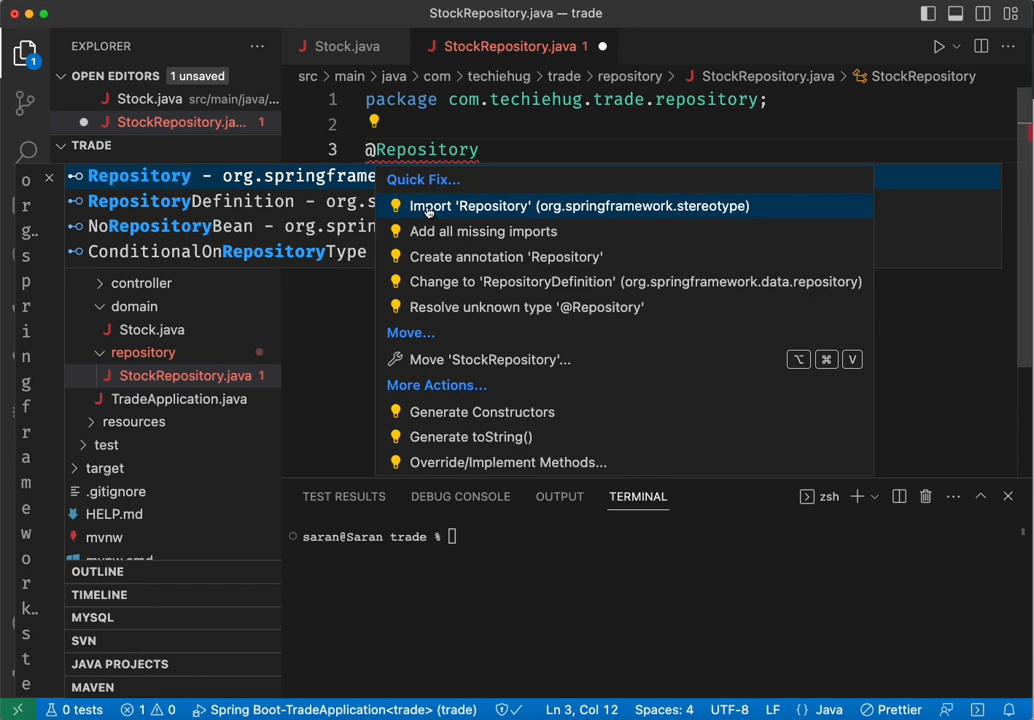 StockRepository.java — trade
EXPLORER
Stock.java
StockRepository.java 1
1
OPEN EDITORS 1 unsaved
src > main > java > com > techiehug > trade > repository > StockRepository.java > StockRepository
Stock.java src/main/java/...
1 package com.techiehug.trade.repository;
StockRepository.ja... 1
2
TRADE
3 @Repository
Repository - org.springframe
RepositoryDefinition - org.s
NoRepositoryBean - org.sprin
ConditionalOnRepositoryType
Quick Fix...
Import 'Repository' (org.springframework.stereotype)
Add all missing imports
Create annotation 'Repository'
Change to 'RepositoryDefinition' (org.springframework.data.repository)
Resolve unknown type '@Repository'
Move...
Move 'StockRepository'... ⌥ ⌘ V
More Actions...
Generate Constructors
Generate toString()
Override/Implement Methods...
o
r
g..
s
p
r
i
n
g
f
r
a
m
e
w
o
r
k..
s
t
e
controller
domain
Stock.java
repository
StockRepository.java 1
TradeApplication.java
resources
test
target
.gitignore
HELP.md
mvnw
mvnw.cmd
OUTLINE
TIMELINE
MYSQL
SVN
JAVA PROJECTS
MAVEN
TEST RESULTS DEBUG CONSOLE OUTPUT TERMINAL zsh
saran@Saran trade %
0 tests 1 0 Spring Boot-TradeApplication<trade> (trade) Ln 3, Col 12 Spaces: 4 UTF-8 LF {} Java Prettier